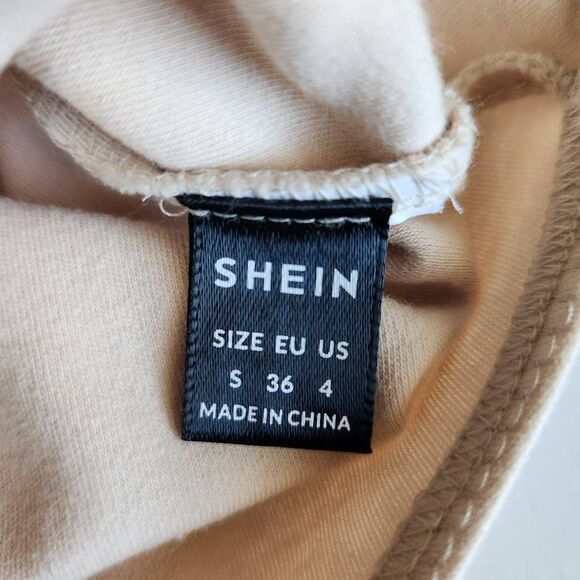 SHEIN
SIZE EU US
S 36 4
MADE IN CHINA